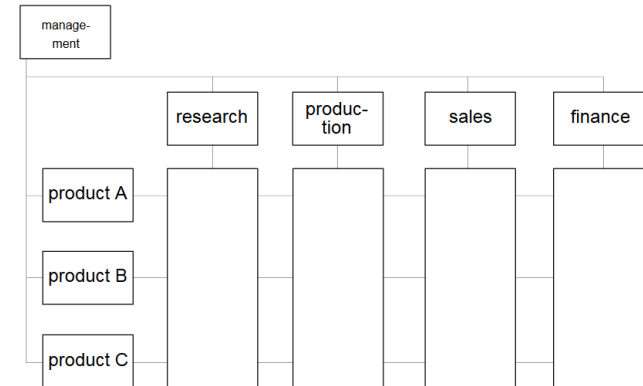 manage-
ment
research
produc-
tion
sales
finance
product A
product B
product C